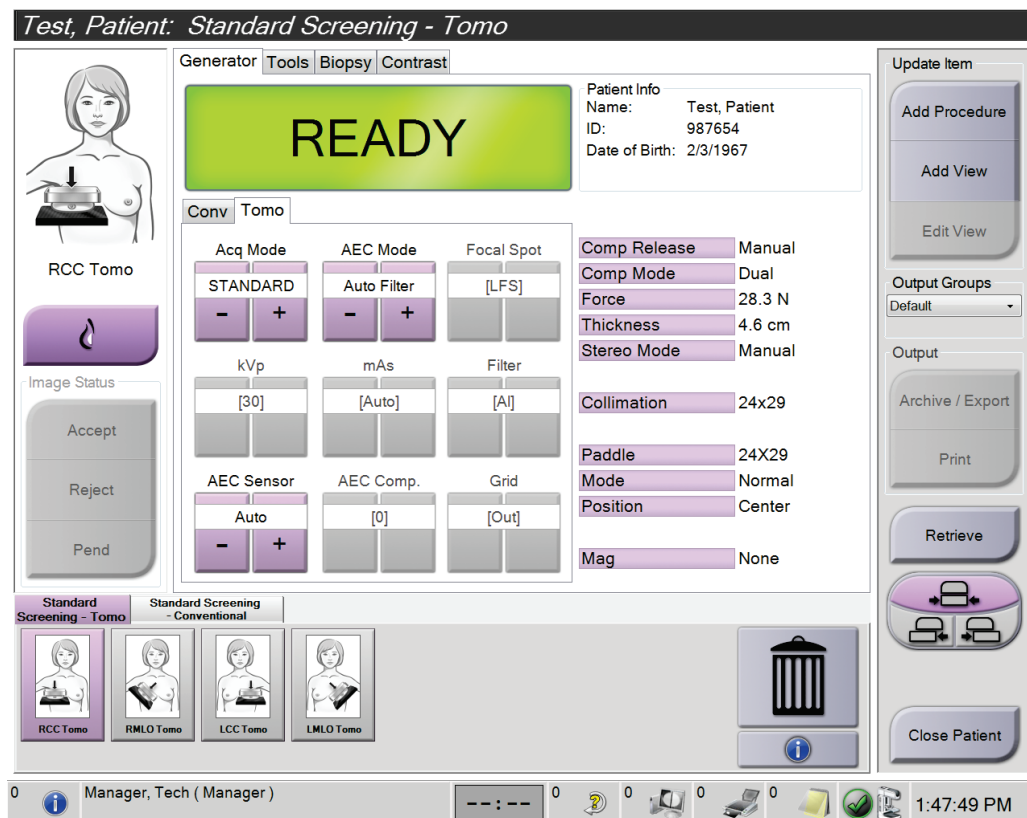 Test, Patient: Standard Screening - Tomo
RCC Tomo
Image Status
Accept
Reject
Pend
Generator Tools Biopsy Contrast
READY
Patient Info
Name: Test, Patient
ID: 987654
Date of Birth: 2/3/1967
Conv Tomo
Acq Mode AEC Mode Focal Spot
STANDARD Auto Filter [LFS]
- + - +
kVp mAs Filter
[30] [Auto] [Al]
AEC Sensor AEC Comp. Grid
Auto [0] [Out]
- +
Comp Release Manual
Comp Mode Dual
Force 28.3 N
Thickness 4.6 cm
Stereo Mode Manual
Collimation 24x29
Paddle 24X29
Mode Normal
Position Center
Mag None
Update Item
Add Procedure
Add View
Edit View
Output Groups
Default
Output
Archive / Export
Print
Retrieve
Close Patient
Standard
Screening - Tomo
Standard Screening
- Conventional
RCC Tomo RMLO Tomo LCC Tomo LMLO Tomo
0 Manager, Tech ( Manager ) --:-- 0 0 0 0 1:47:49 PM